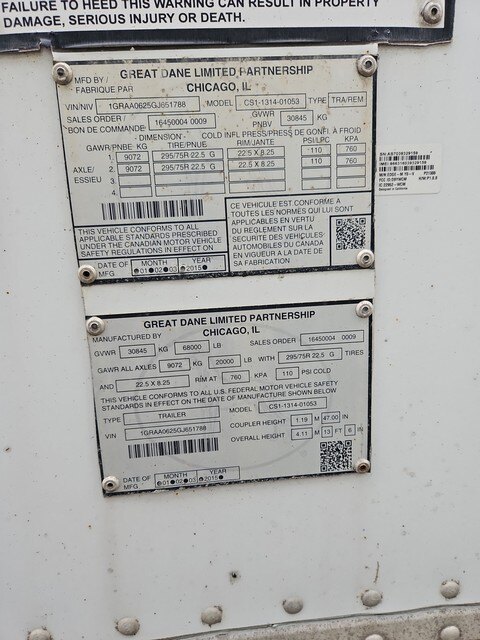 FAILURE TO HEED THIS WARNING CAN RESULT IN PROPERTY
DAMAGE, SERIOUS INJURY OR DEATH.
MFD BY/
FABRIQUE PAR
GREAT DANE LIMITED PARTNERSHIP
CHICAGO, IL
VIN/NIV 1GRAA0625GJ651788 MODEL CS1-1314-01053 TYPE TRA/REM
SALES ORDER / 16450004 0009 GVWR 30845 KG
BON DE COMMANDE PNBV
DIMENSION COLD INFL PRESS/PRESS DE GONFL À FROID
GAWR/PNBE KG TIRE/PNUE RIM/JANTE PSI/LPC KPA
1. 9072 295/75R 22.5 G 22.5 X 8.25 110 760
AXLE/ 2. 9072 295/75R 22.5 G 22.5 X 8.25 110 760
ESSIEU 3.
4.
THIS VEHICLE CONFORMS TO ALL
APPLICABLE STANDARDS PRESCRIBED
UNDER THE CANADIAN MOTOR VEHICLE
SAFETY REGULATIONS IN EFFECT ON
CE VEHICULE EST CONFORME A
TOUTES LES NORMES QUI LUI SONT
APPLICABLES EN VERTU
DU REGLEMENT SUR LA
SECURITE DES VEHICULES
AUTOMOBILES DU CANADA
EN VIGUEUR A LA DATE DE
SA FABRICATION
DATE OF MFG. MONTH 01 02 03 YEAR 2015
GREAT DANE LIMITED PARTNERSHIP
CHICAGO, IL
MANUFACTURED BY SALES ORDER 16450004 0009
GVWR 30845 KG 68000 LB
GAWR ALL AXLES 9072 KG 20000 LB WITH 295/75R 22.5 G TIRES
AND 22.5 X 8.25 RIM AT 760 KPA 110 PSI COLD
THIS VEHICLE CONFORMS TO ALL U.S. FEDERAL MOTOR VEHICLE SAFETY
STANDARDS IN EFFECT ON THE DATE OF MANUFACTURE SHOWN BELOW
TYPE TRAILER MODEL CS1-1314-01053
VIN 1GRAA0625GJ651788 COUPLER HEIGHT 1.19 M 47.00 IN
OVERALL HEIGHT 4.11 M 13 FT 6 IN
DATE OF MFG. MONTH 01 02 03 YEAR 2015